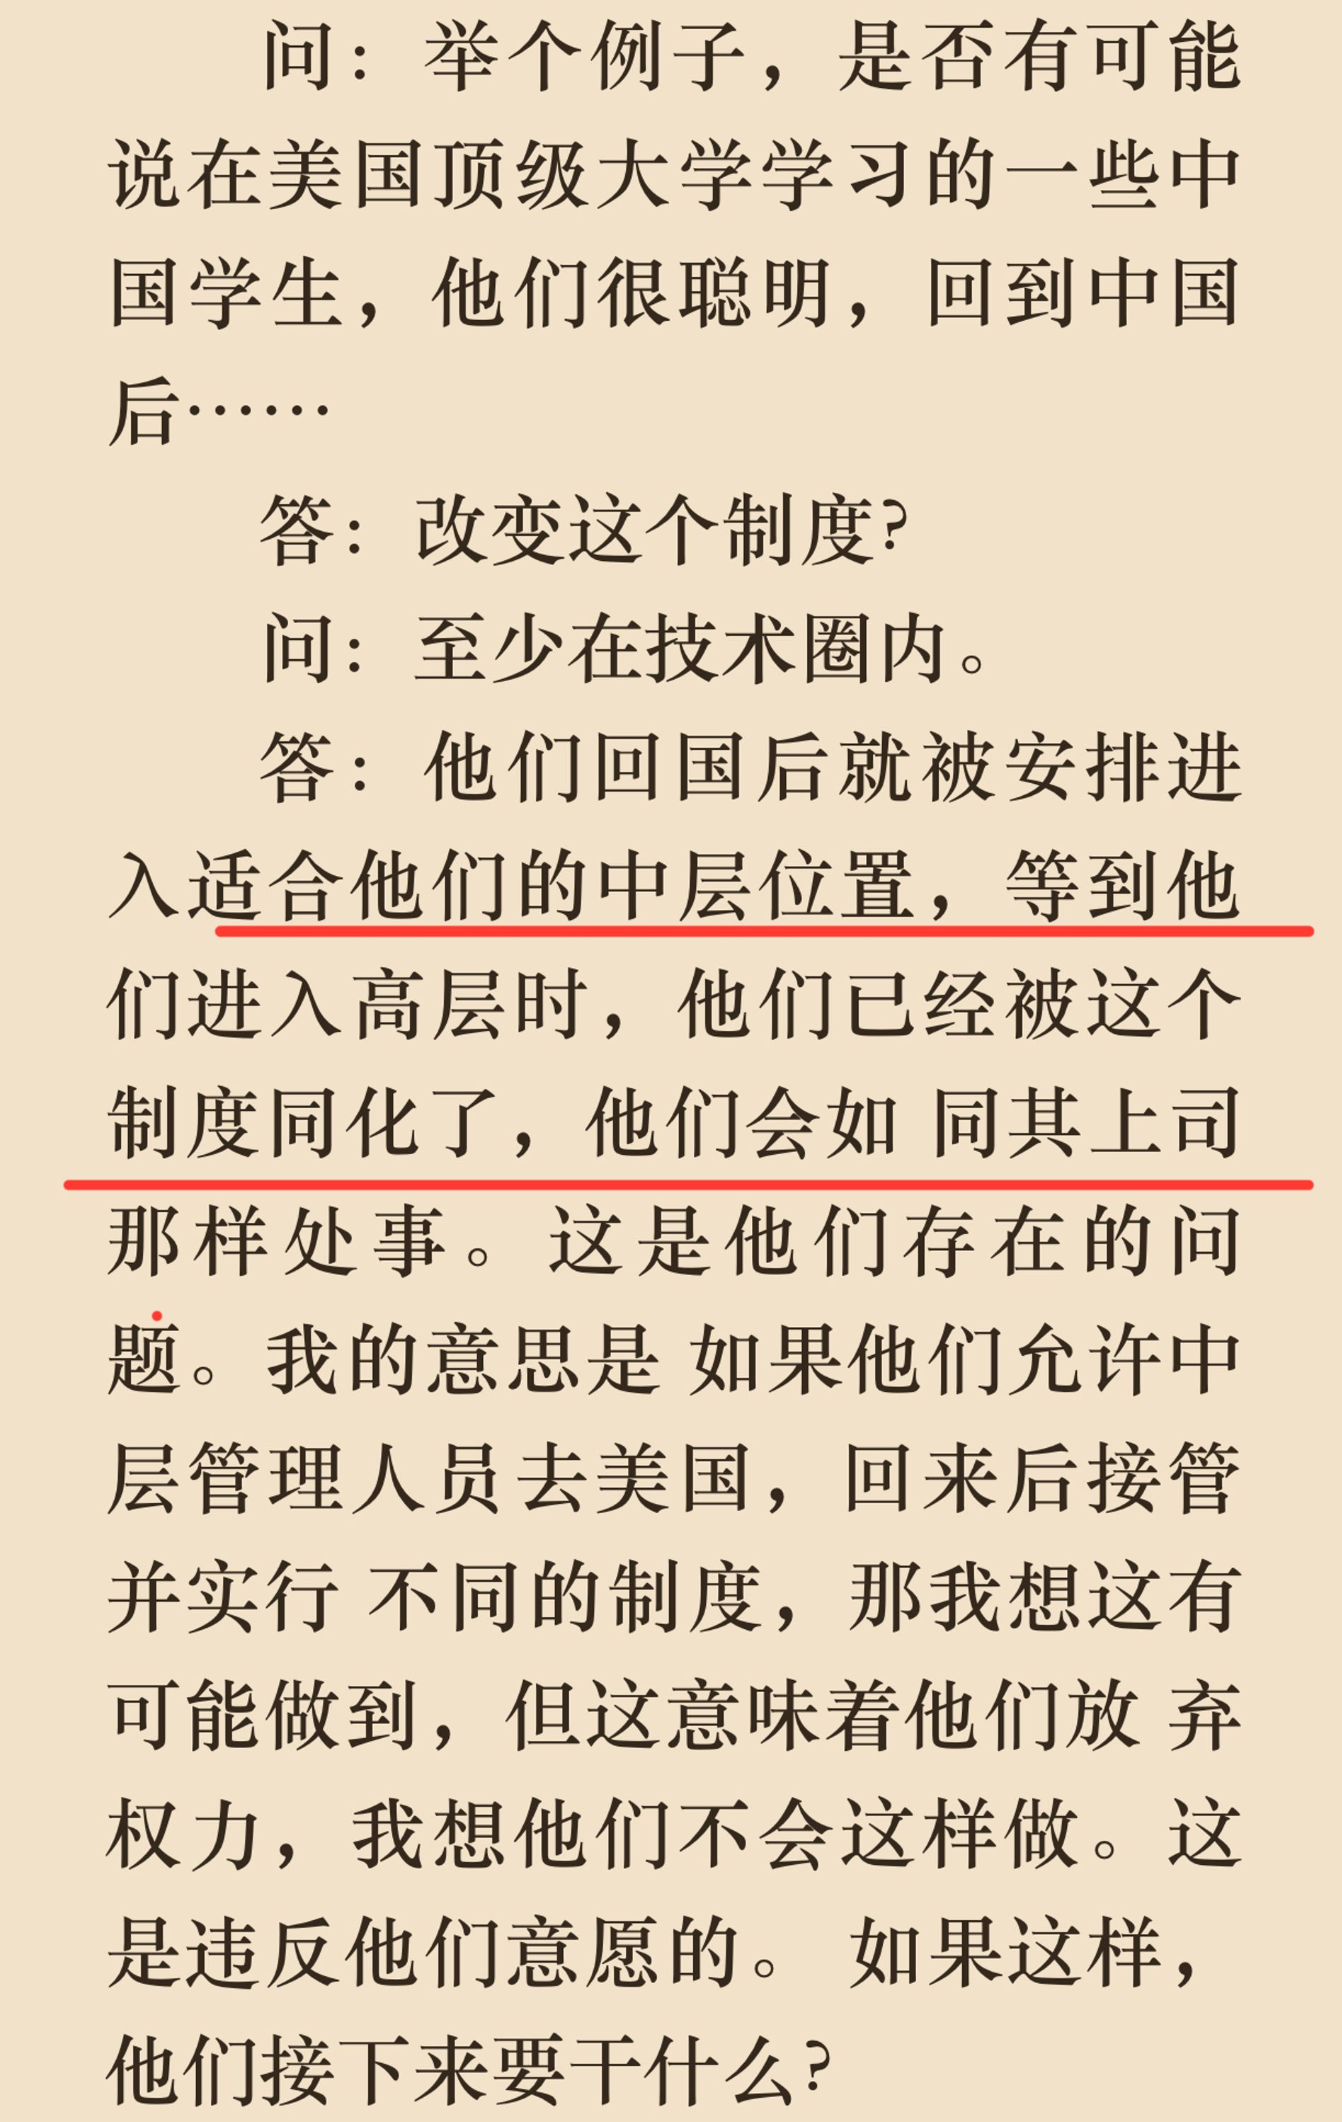 问：举个例子，是否有可能
说在美国顶级大学学习的一些中
国学生，他们很聪明，回到中国
后……
答：改变这个制度？
问：至少在技术圈内。
答：他们回国后就被安排进
入适合他们的中层位置，等到他
们进入高层时，他们已经被这个
制度同化了，他们会如 同其上司
那样处事。这是他们存在的问
题。我的意思是 如果他们允许中
层管理人员去美国，回来后接管
并实行 不同的制度，那我想这有
可能做到，但这意味着他们放 弃
权力，我想他们不会这样做。这
是违反他们意愿的。 如果这样，
他们接下来要干什么？